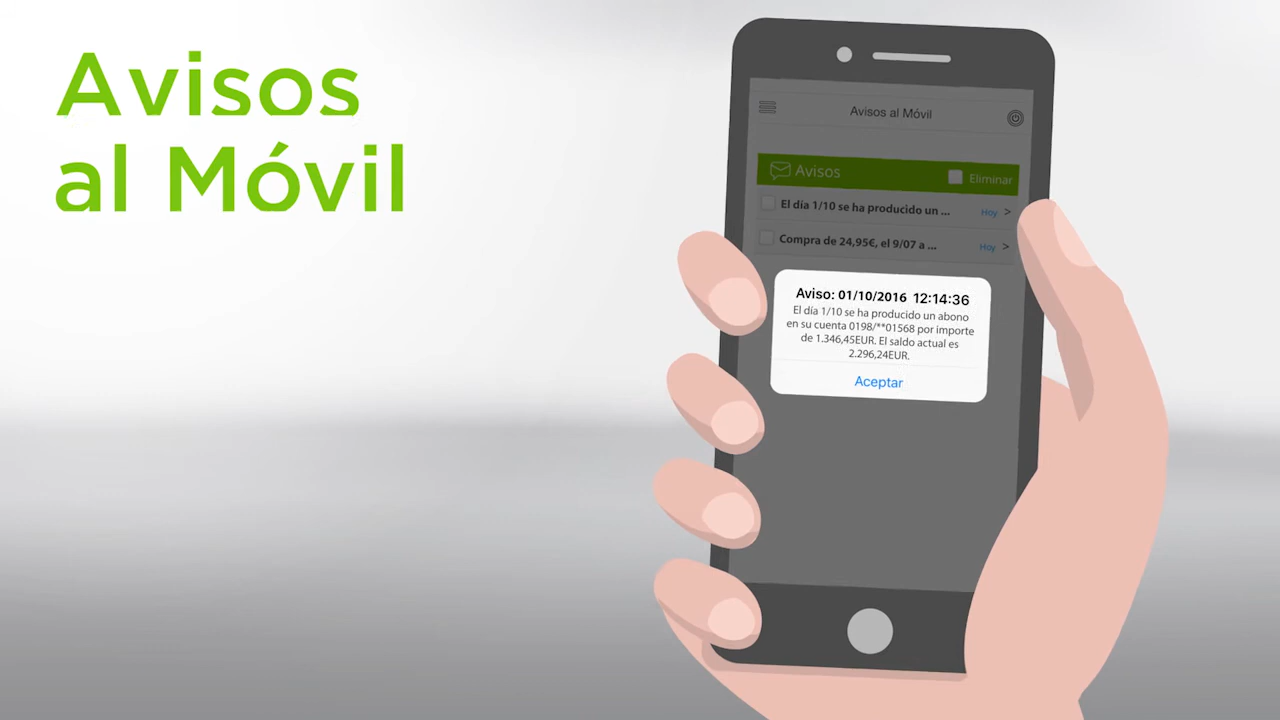 Avisos
al Móvil
Avisos al Móvil
Avisos
Eliminar
El día 1/10 se ha producido un ...
Hoy >
Compra de 24,95€, el 9/07 a ...
Hoy >
Aviso: 01/10/2016 12:14:36
El día 1/10 se ha producido un abono
en su cuenta 0198/**01568 por importe
de 1.346,45EUR. El saldo actual es
2.296,24EUR.
Aceptar